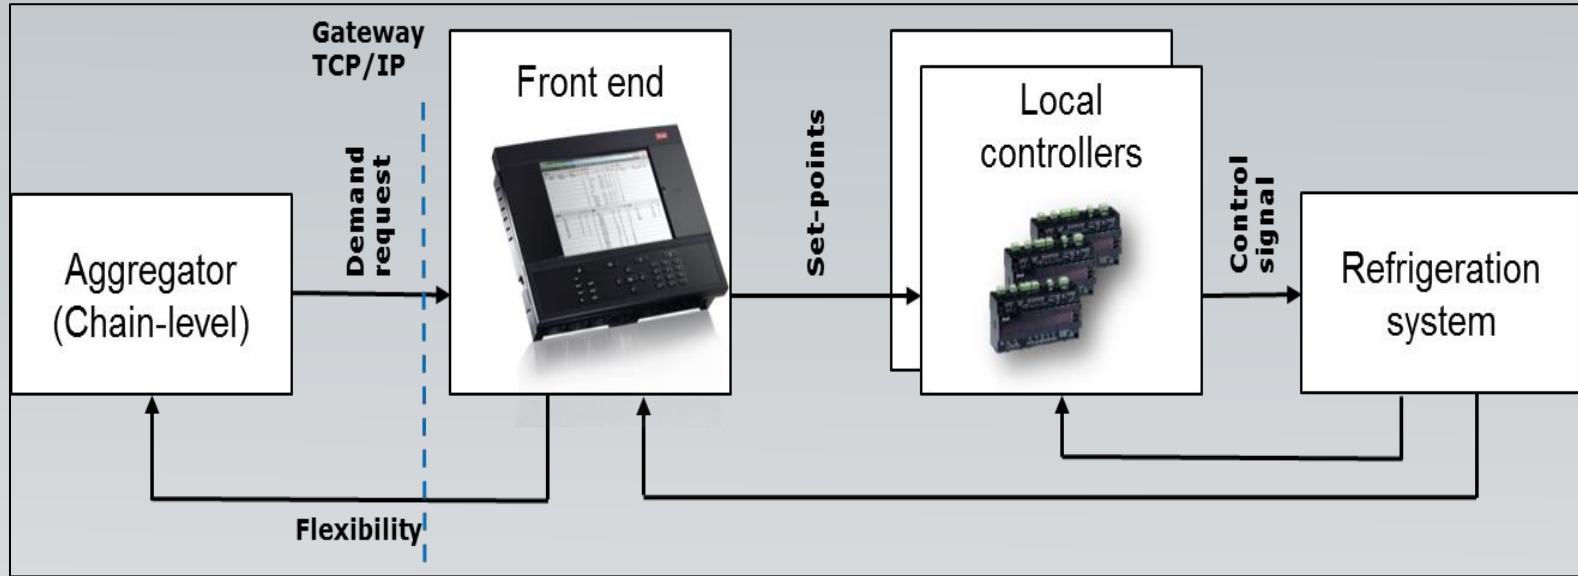 Gateway
TCP/IP
Front end
Local
controllers
Set-points
Demand
request
Control
signal
Aggregator
(Chain-level)
Refrigeration
system
Flexibility